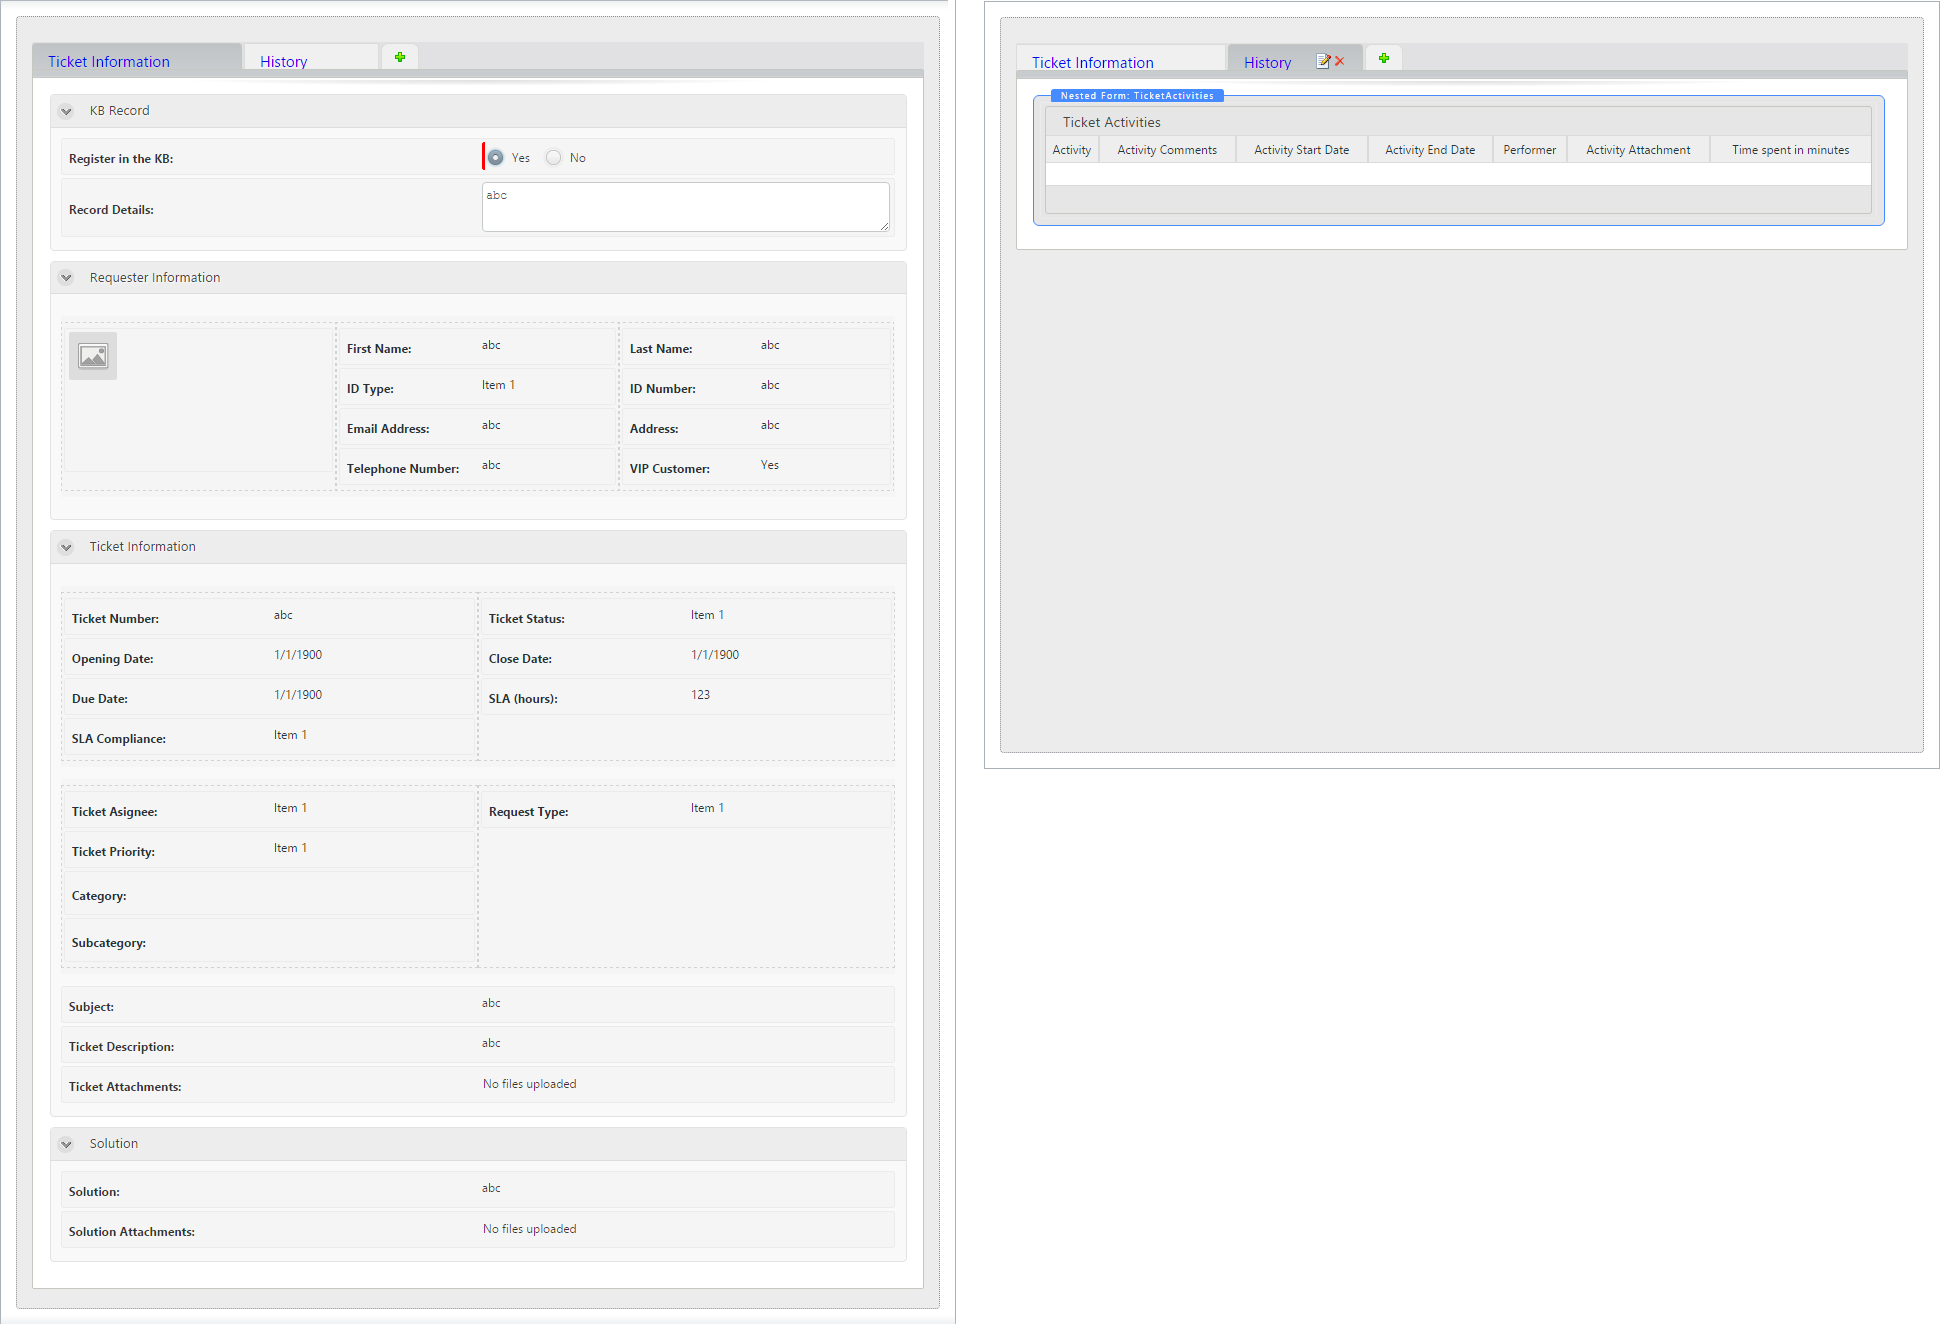 Ticket Information History
KB Record
Register in the KB: Yes No
Record Details: abc
Requester Information
First Name: abc Last Name: abc
ID Type: Item 1 ID Number: abc
Email Address: abc Address: abc
Telephone Number: abc VIP Customer: Yes
Ticket Information
Ticket Number: abc Ticket Status: Item 1
Opening Date: 1/1/1900 Close Date: 1/1/1900
Due Date: 1/1/1900 SLA (hours): 123
SLA Compliance: Item 1
Ticket Asignee: Item 1 Request Type: Item 1
Ticket Priority: Item 1
Category:
Subcategory:
Subject: abc
Ticket Description: abc
Ticket Attachments: No files uploaded
Solution
Solution: abc
Solution Attachments: No files uploaded
Ticket Information History
Nested Form: TicketActivities
Ticket Activities
Activity Activity Comments Activity Start Date Activity End Date Performer Activity Attachment Time spent in minutes